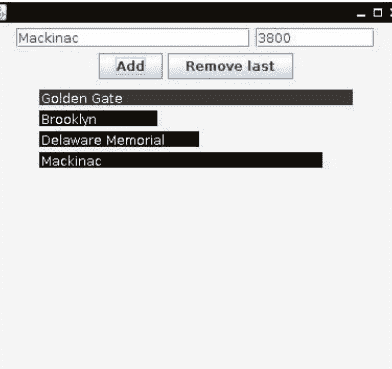 Mackinac 3800
Add Remove last
Golden Gate
Brooklyn
Delaware Memorial
Mackinac